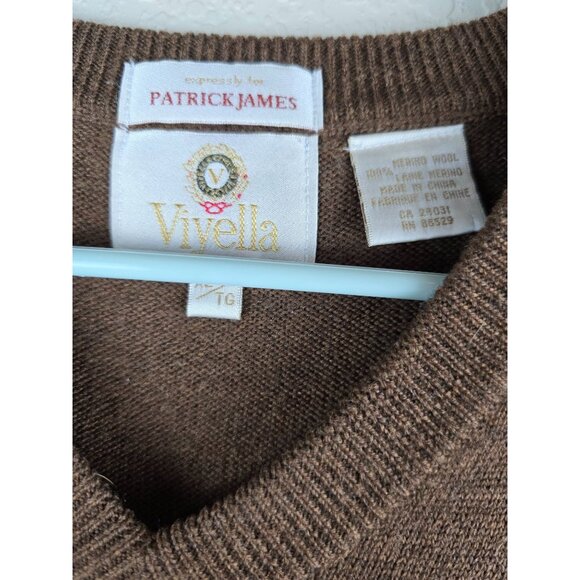 expressly for
PATRICK JAMES
V
Viyella
/TG
MERINO WOOL
100% LAINE MERINO
MADE IN CHINA
FABRIQUE EN CHINE
CA 29031
RN 86529